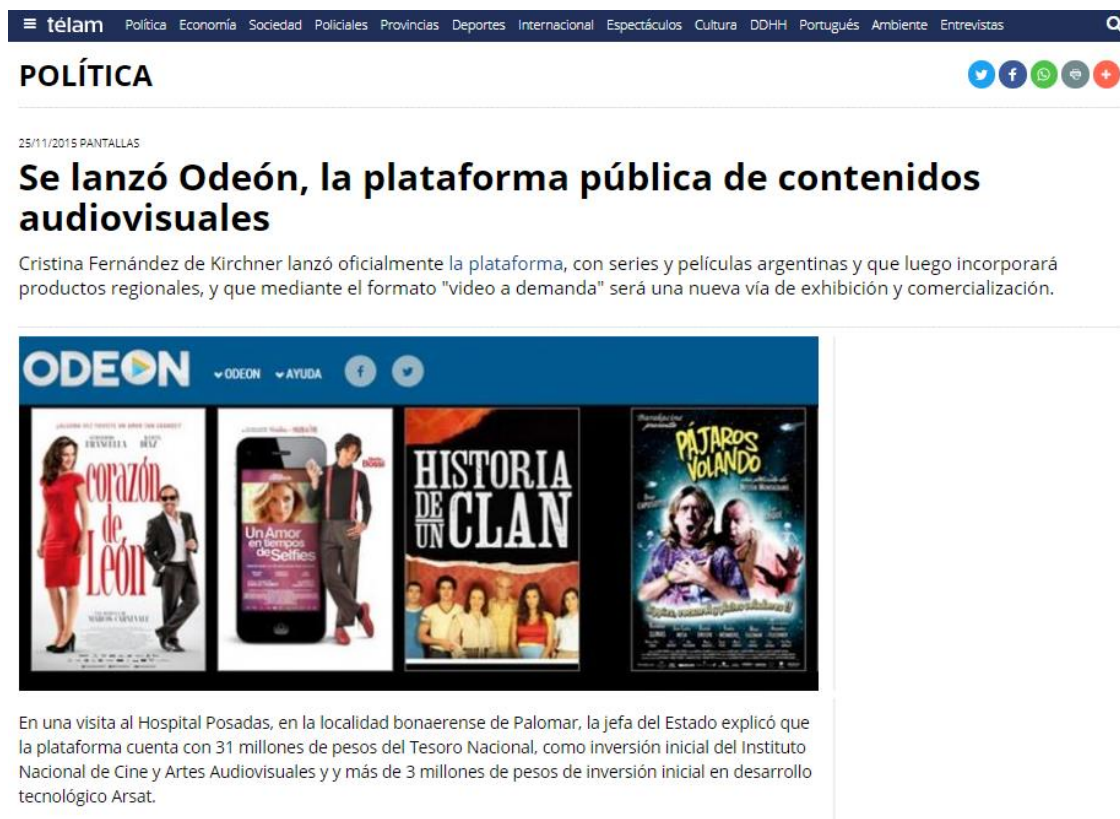 télam Política Economía Sociedad Policiales Provincias Deportes Internacional Espectáculos Cultura DDHH Portugués Ambiente Entrevistas
POLÍTICA
25/11/2015 PANTALLAS
Se lanzó Odeón, la plataforma pública de contenidos
audiovisuales
Cristina Fernández de Kirchner lanzó oficialmente la plataforma, con series y películas argentinas y que luego incorporará
productos regionales, y que mediante el formato "video a demanda" será una nueva vía de exhibición y comercialización.
ODEON ODEON AYUDA
FRANCELLA DÍAZ
corazón
de
León
Bossi
Un Amor
en tiempos
de Selfies
HISTORIA
DE UN CLAN
PÁJAROS
VOLANDO
En una visita al Hospital Posadas, en la localidad bonaerense de Palomar, la jefa del Estado explicó que
la plataforma cuenta con 31 millones de pesos del Tesoro Nacional, como inversión inicial del Instituto
Nacional de Cine y Artes Audiovisuales y y más de 3 millones de pesos de inversión inicial en desarrollo
tecnológico Arsat.